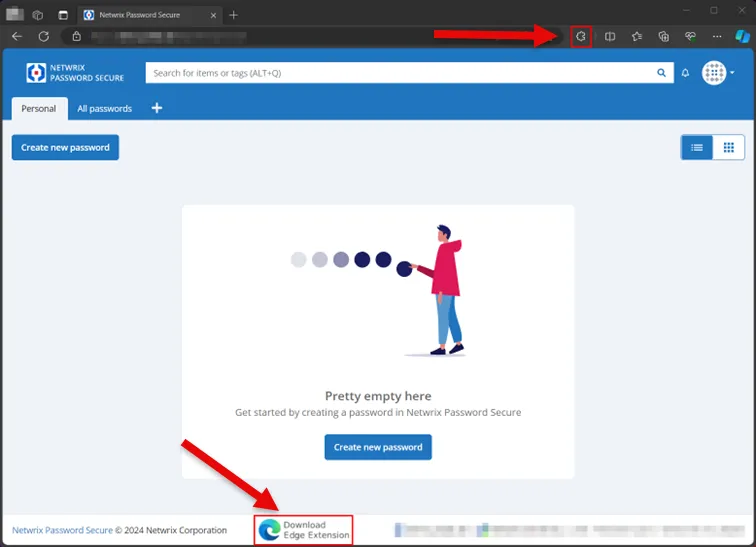 Netwrix Password Secure
NETWRIX
PASSWORD SECURE
Search for items or tags (ALT+Q)
Personal
All passwords
Create new password
Pretty empty here
Get started by creating a password in Netwrix Password Secure
Create new password
Netwrix Password Secure © 2024 Netwrix Corporation
Download
Edge Extension